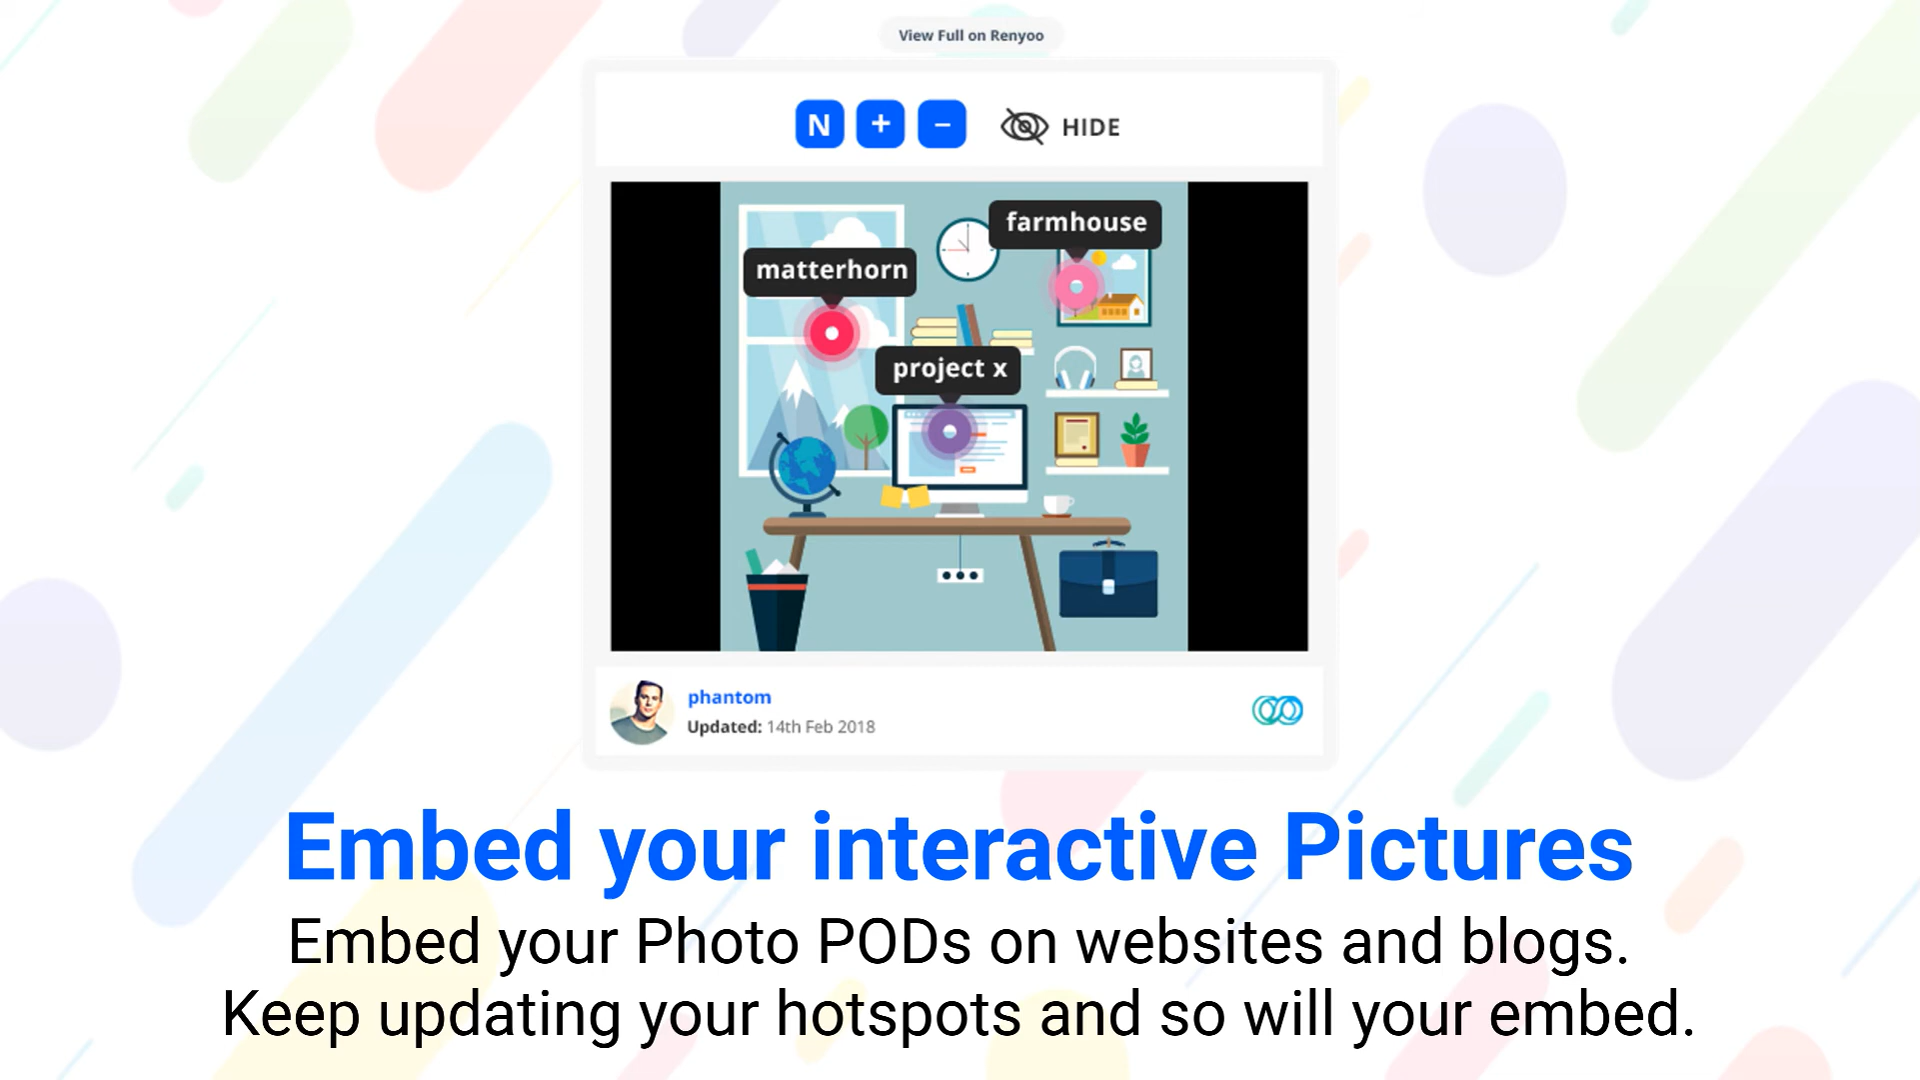 View Full on Renyoo
N + − HIDE
farmhouse
matterhorn
project x
phantom
Updated: 14th Feb 2018
Embed your interactive Pictures
Embed your Photo PODs on websites and blogs.
Keep updating your hotspots and so will your embed.